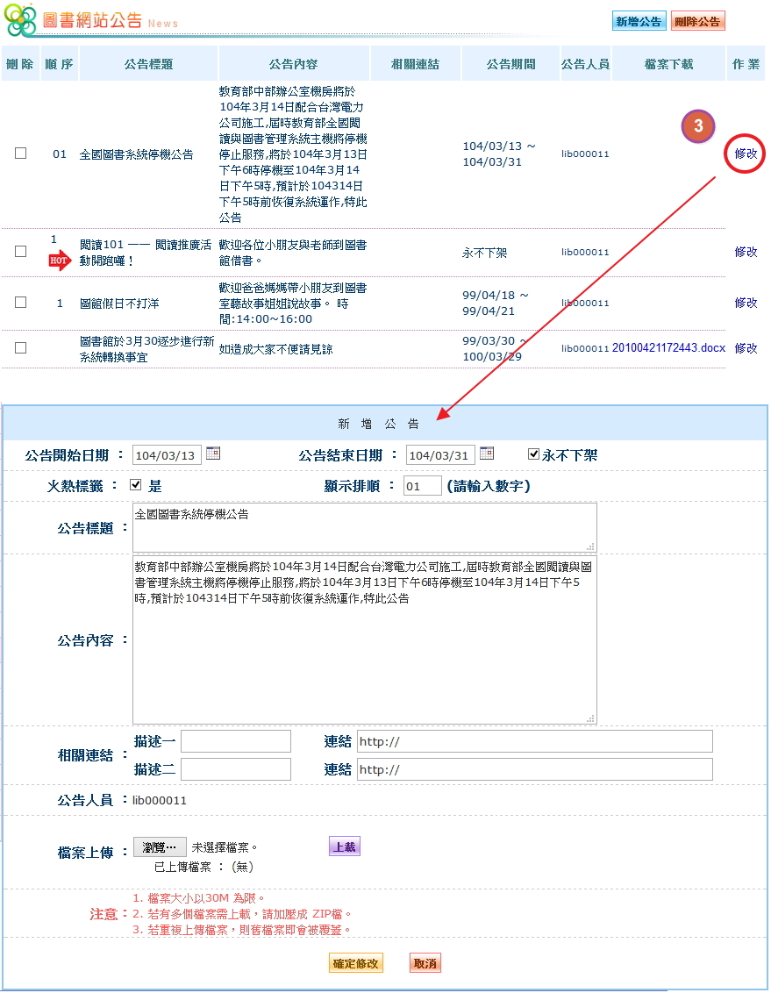 圖書網站公告 News
新增公告 刪除公告
刪 除 順 序 公告標題 公告內容 相關連結 公告期間 公告人員 檔案下載 作 業
01 全國圖書系統停機公告
教育部中部辦公室機房將於
104年3月14日配合台灣電力
公司施工,屆時教育部全國閱
讀與圖書管理系統主機將停機
停止服務,將於104年3月13日
下午6時停機至104年3月14
日下午5時,預計於104314日
下午5時前恢復系統運作,特此
公告
104/03/13 ~
104/03/31
lib000011
3
修改
1
HOT
閱讀101 一一 閱讀推廣活
動開跑囉！
歡迎各位小朋友與老師到圖書
館借書。
永不下架
lib000011
修改
1 圖館假日不打洋
歡迎爸爸媽媽帶小朋友到圖書
室聽故事姐姐說故事。 時
間:14:00~16:00
99/04/18 ~
99/04/21
lib000011
修改
圖書館於3月30逐步進行新
系統轉換事宜
如造成大家不便請見諒
99/03/30 ~
100/03/29
lib000011 20100421172443.docx 修改
新 增 公 告
公告開始日期 ： 104/03/13 公告結束日期 ： 104/03/31 永不下架
火熱標籤 ： 是 顯示排順 ： 01 (請輸入數字)
公告標題 ： 全國圖書系統停機公告
公告內容 ：
教育部中部辦公室機房將於104年3月14日配合台灣電力公司施工,屆時教育部全國閱讀與圖
書管理系統主機將停機停止服務,將於104年3月13日下午6時停機至104年3月14日下午5
時,預計於104314日下午5時前恢復系統運作,特此公告
相關連結 ：
描述一 連結 http://
描述二 連結 http://
公告人員 ： lib000011
檔案上傳 ： 瀏覽… 未選擇檔案。 上載
已上傳檔案 ： (無)
注意：
1. 檔案大小以30M 為限。
2. 若有多個檔案需上載，請加壓成 ZIP檔。
3. 若重複上傳檔案，則舊檔案即會被覆蓋。
確定修改 取消